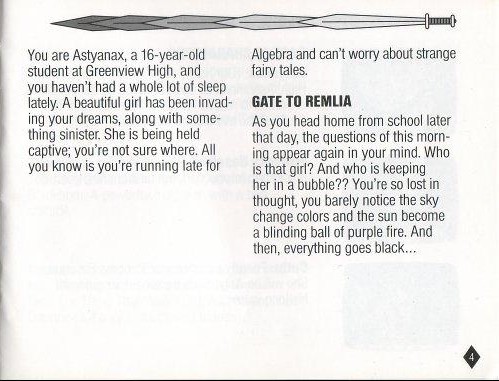 You are Astyanax, a 16-year-old
student at Greenview High, and
you haven't had a whole lot of sleep
lately. A beautiful girl has been invad-
ing your dreams, along with some-
thing sinister. She is being held
captive; you're not sure where. All
you know is you're running late for
Algebra and can't worry about strange
fairy tales.
GATE TO REMLIA
As you head home from school later
that day, the questions of this morn-
ing appear again in your mind. Who
is that girl? And who is keeping
her in a bubble?? You're so lost in
thought, you barely notice the sky
change colors and the sun become
a blinding ball of purple fire. And
then, everything goes black...
4